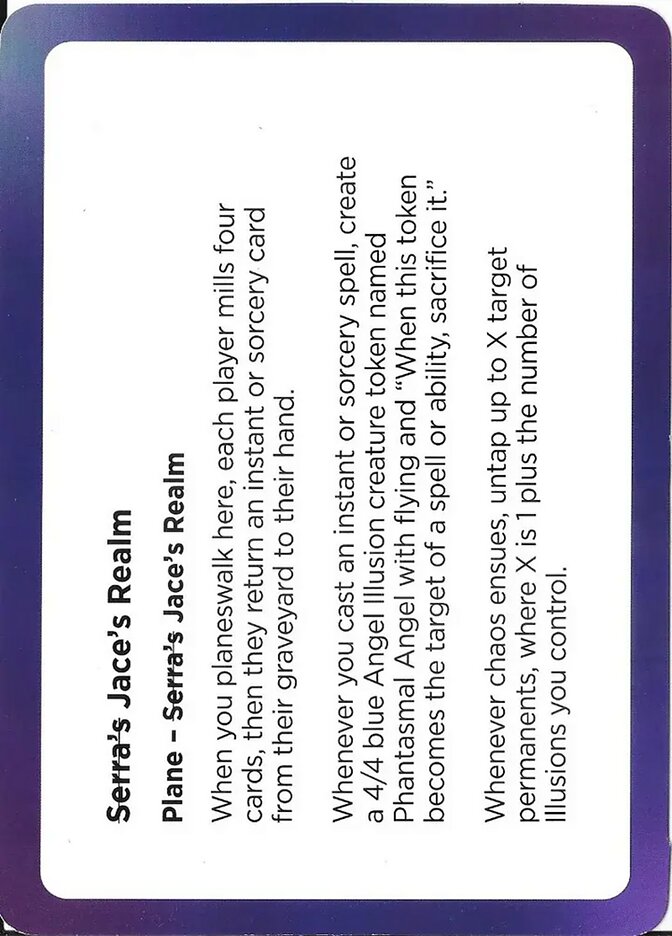 Serra's Jace's Realm
Plane – Serra's Jace's Realm
When you planeswalk here, each player mills four
cards, then they return an instant or sorcery card
from their graveyard to their hand.
Whenever you cast an instant or sorcery spell, create
a 4/4 blue Angel Illusion creature token named
Phantasmal Angel with flying and “When this token
becomes the target of a spell or ability, sacrifice it.”
Whenever chaos ensues, untap up to X target
permanents, where X is 1 plus the number of
Illusions you control.